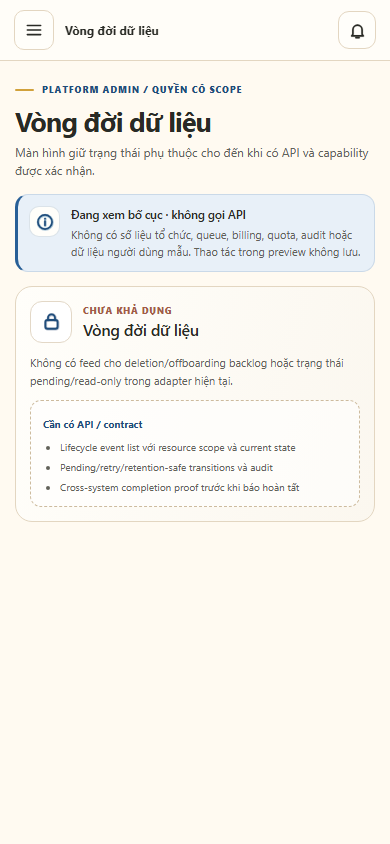 Vòng đời dữ liệu
PLATFORM ADMIN / QUYỀN CÓ SCOPE
Vòng đời dữ liệu
Màn hình giữ trạng thái phụ thuộc cho đến khi có API và capability
được xác nhận.
Đang xem bố cục · không gọi API
Không có số liệu tổ chức, queue, billing, quota, audit hoặc
dữ liệu người dùng mẫu. Thao tác trong preview không lưu.
CHƯA KHẢ DỤNG
Vòng đời dữ liệu
Không có feed cho deletion/offboarding backlog hoặc trạng thái
pending/read-only trong adapter hiện tại.
Cần có API / contract
Lifecycle event list với resource scope và current state
Pending/retry/retention-safe transitions và audit
Cross-system completion proof trước khi báo hoàn tất